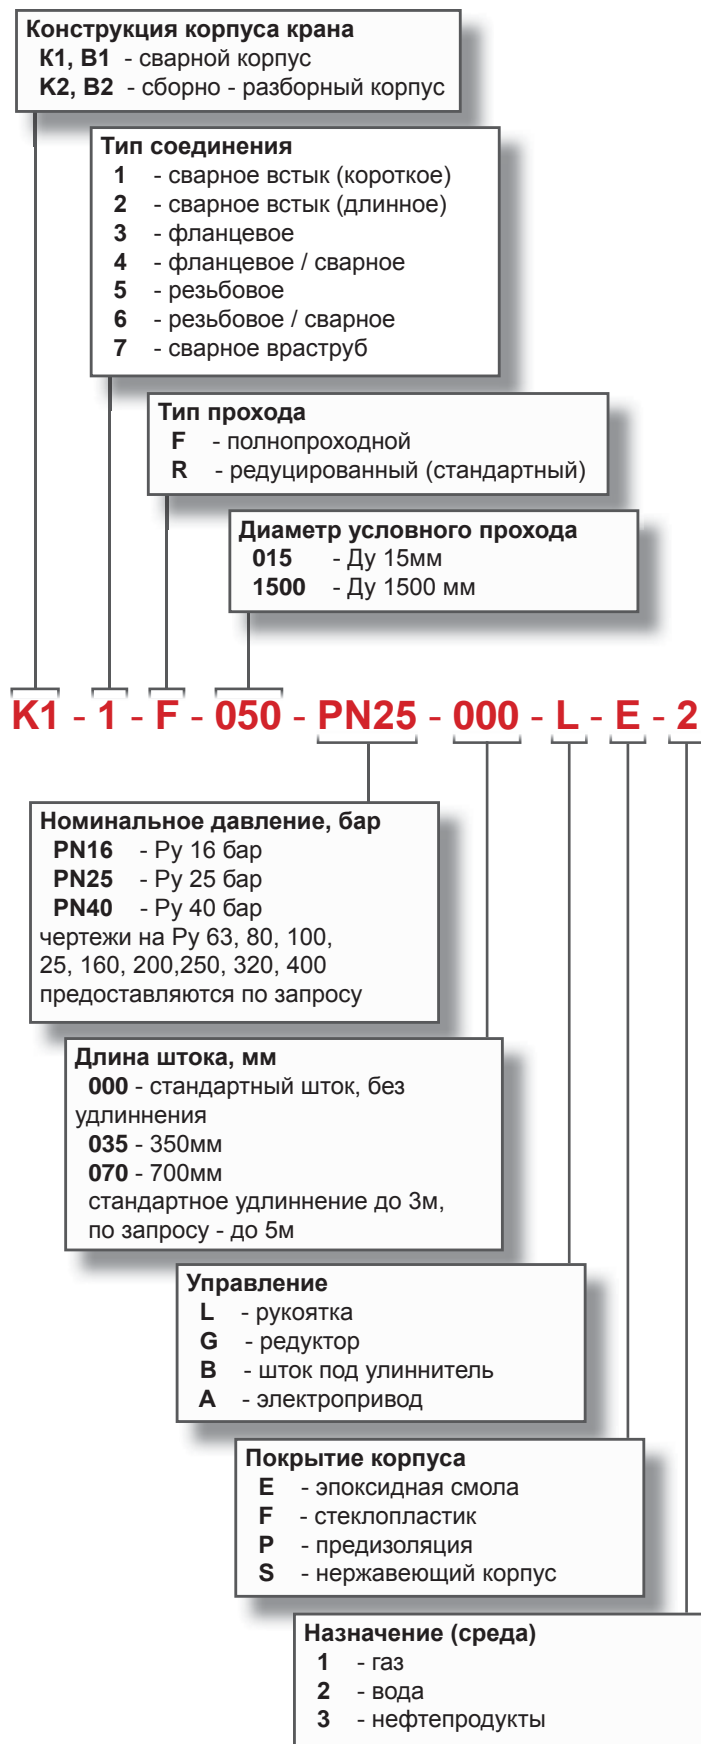 Конструкция корпуса крана
К1, В1 - сварной корпус
К2, В2 - сборно - разборный корпус
Тип соединения
1 - сварное встык (короткое)
2 - сварное встык (длинное)
3 - фланцевое
4 - фланцевое / сварное
5 - резьбовое
6 - резьбовое / сварное
7 - сварное враструб
Тип прохода
F - полнопроходной
R - редуцированный (стандартный)
Диаметр условного прохода
015 - Ду 15мм
1500 - Ду 1500 мм
K1 - 1 - F - 050 - PN25 - 000 - L - E - 2
Номинальное давление, бар
PN16 - Ру 16 бар
PN25 - Ру 25 бар
PN40 - Ру 40 бар
чертежи на Ру 63, 80, 100,
25, 160, 200,250, 320, 400
предоставляются по запросу
Длина штока, мм
000 - стандартный шток, без
удлиннения
035 - 350мм
070 - 700мм
стандартное удлиннение до 3м,
по запросу - до 5м
Управление
L - рукоятка
G - редуктор
B - шток под улиннитель
A - электропривод
Покрытие корпуса
E - эпоксидная смола
F - стеклопластик
P - предизоляция
S - нержавеющий корпус
Назначение (среда)
1 - газ
2 - вода
3 - нефтепродукты